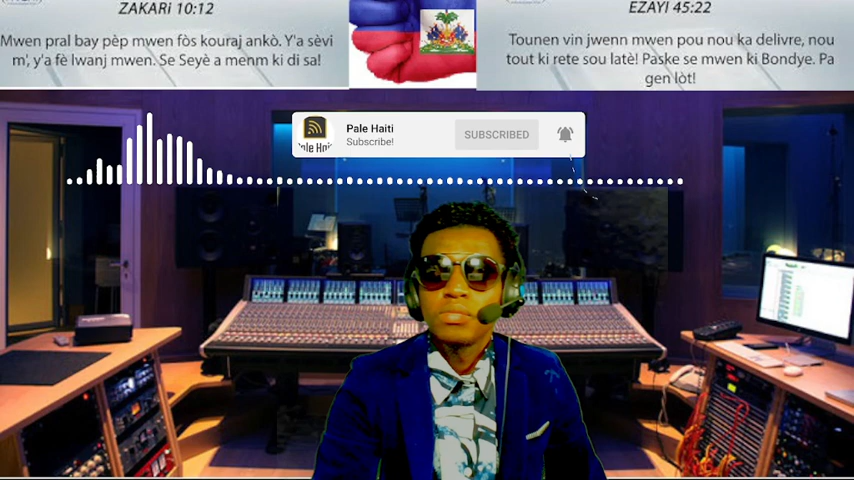 ZAKARi 10:12
Mwen pral bay pèp mwen fòs kouraj ankò. Y'a sèvi
m', y'a fè lwanj mwen. Se Seyè a menm ki di sa!
EZAYI 45:22
Tounen vin jwenn mwen pou nou ka delivre, nou
tout ki rete sou latè! Paske se mwen ki Bondye. Pa
gen lòt!
Pale Haiti
Subscribe!
SUBSCRIBED